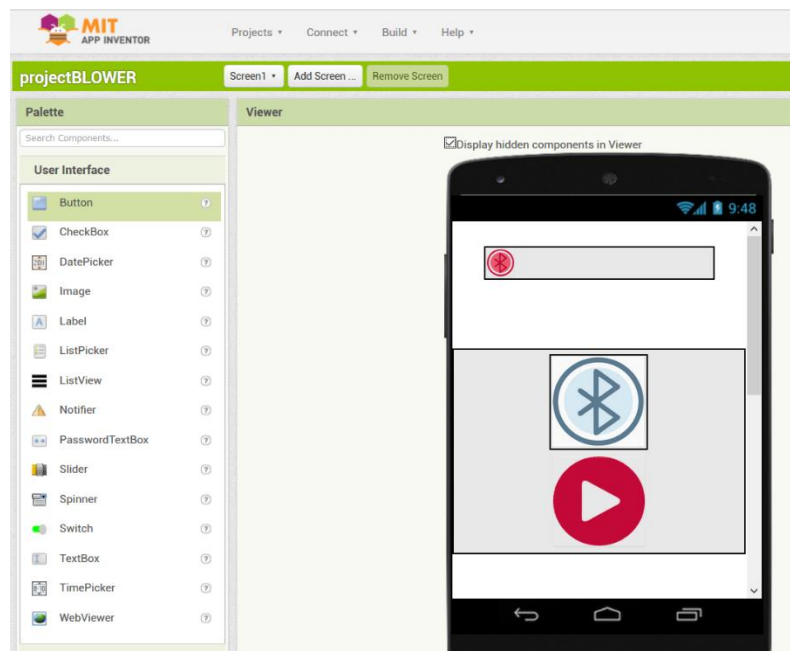 MIT
APP INVENTOR
Projects Connect Build Help
projectBLOWER
Screen1 Add Screen ... Remove Screen
Palette
Viewer
Search Components...
Display hidden components in Viewer
User Interface
Button
CheckBox
DatePicker
Image
Label
ListPicker
ListView
Notifier
PasswordTextBox
Slider
Spinner
Switch
TextBox
TimePicker
WebViewer
9:48